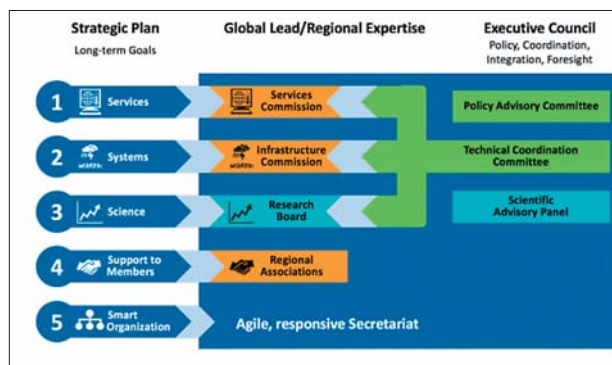 Strategic Plan
Long-term Goals
Global Lead/Regional Expertise
Executive Council
Policy, Coordination,
Integration, Foresight
1
Services
Services
Commission
Policy Advisory Committee
2
Systems
Infrastructure
Commission
Technical Coordination
Committee
3
Science
Research
Board
Scientific
Advisory Panel
4
Support to
Members
Regional
Associations
5
Smart
Organization
Agile, responsive Secretariat